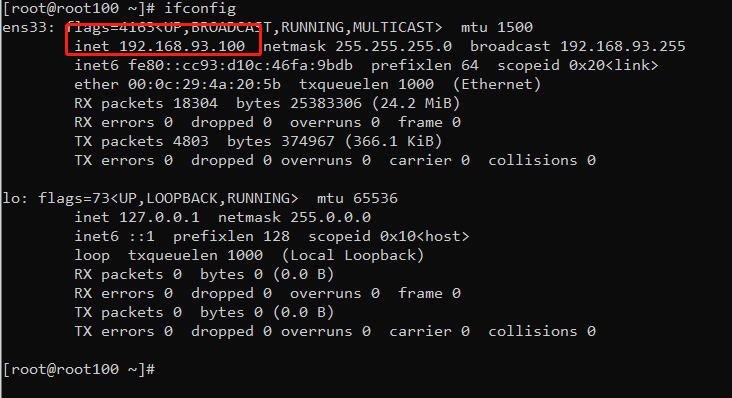 [root@root100 ~]# ifconfig
ens33: flags=4163<UP,BROADCAST,RUNNING,MULTICAST>  mtu 1500
        inet 192.168.93.100  netmask 255.255.255.0  broadcast 192.168.93.255
        inet6 fe80::cc93:d10c:46fa:9bdb  prefixlen 64  scopeid 0x20<link>
        ether 00:0c:29:4a:20:5b  txqueuelen 1000  (Ethernet)
        RX packets 18304  bytes 25383306 (24.2 MiB)
        RX errors 0  dropped 0  overruns 0  frame 0
        TX packets 4803  bytes 374967 (366.1 KiB)
        TX errors 0  dropped 0 overruns 0  carrier 0  collisions 0

lo: flags=73<UP,LOOPBACK,RUNNING>  mtu 65536
        inet 127.0.0.1  netmask 255.0.0.0
        inet6 ::1  prefixlen 128  scopeid 0x10<host>
        loop  txqueuelen 1000  (Local Loopback)
        RX packets 0  bytes 0 (0.0 B)
        RX errors 0  dropped 0  overruns 0  frame 0
        TX packets 0  bytes 0 (0.0 B)
        TX errors 0  dropped 0 overruns 0  carrier 0  collisions 0

[root@root100 ~]#